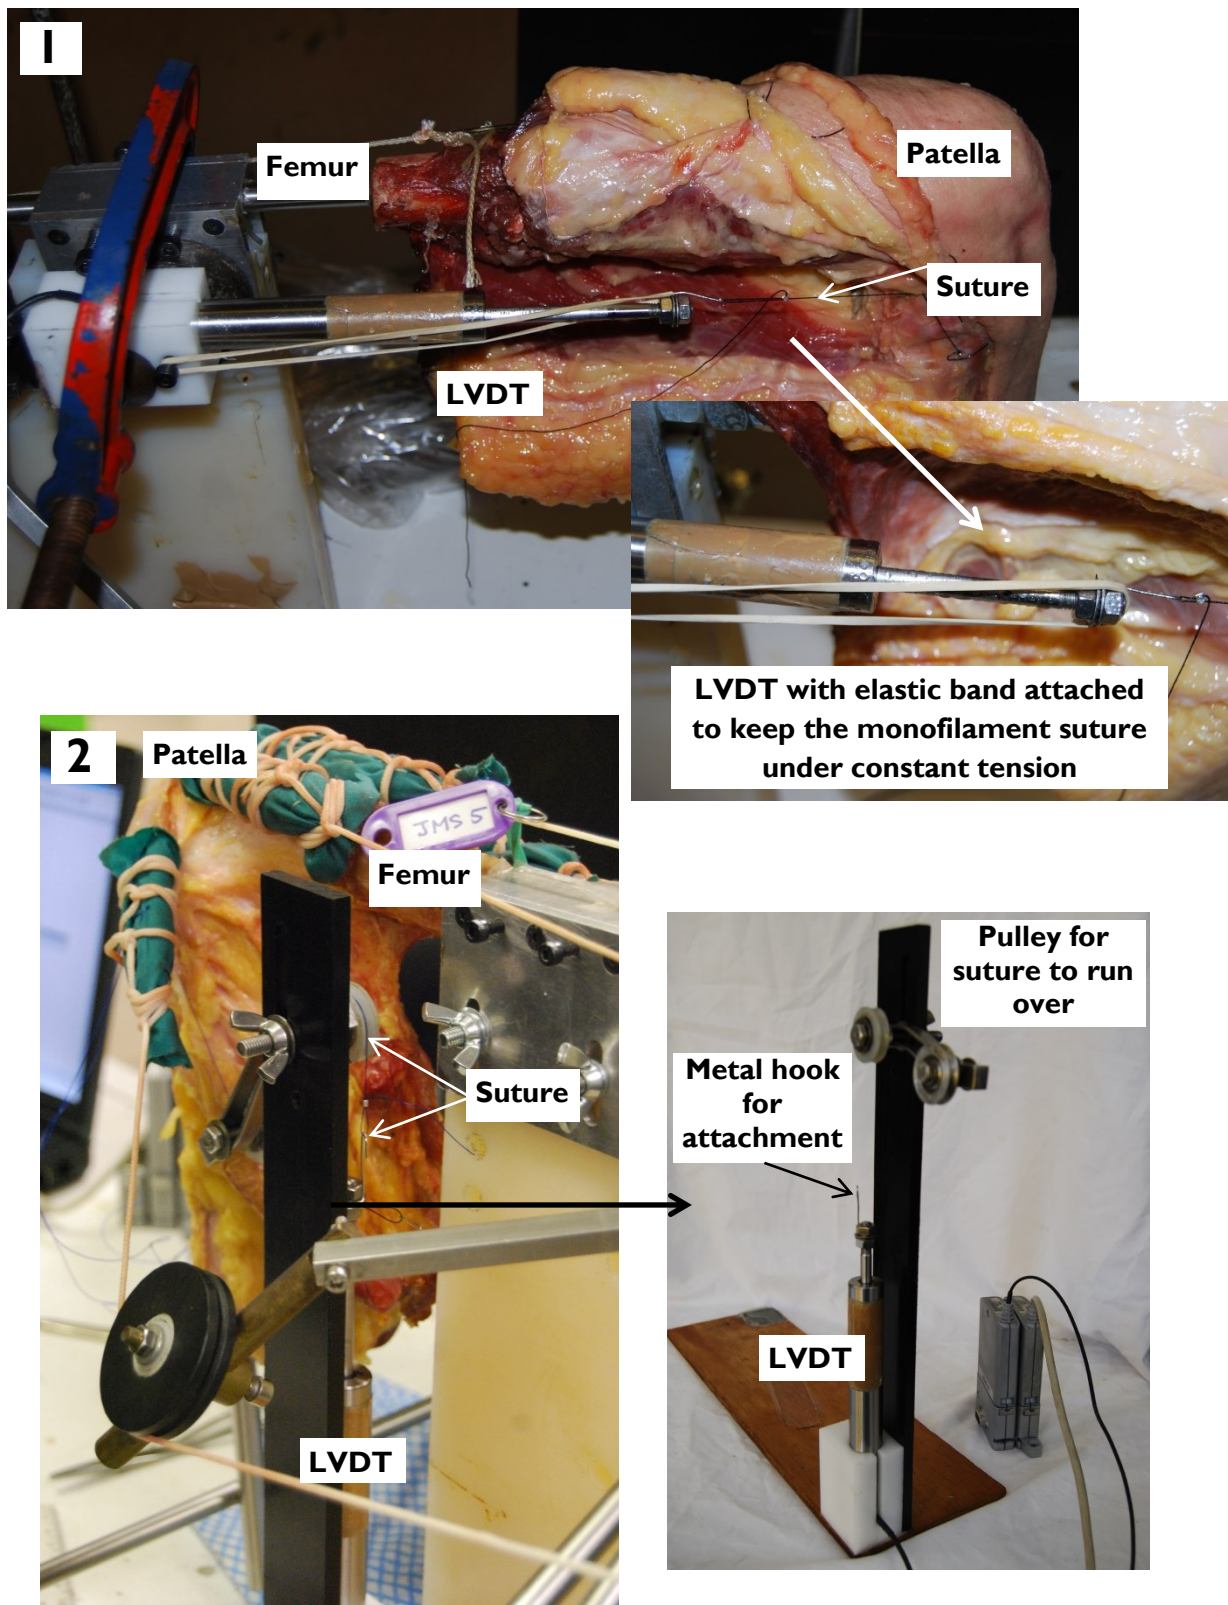 1
Femur
Patella
Suture
LVDT
LVDT with elastic band attached
to keep the monofilament suture
under constant tension
2
Patella
JMS 5
Femur
Suture
LVDT
Pulley for
suture to run
over
Metal hook
for
attachment
LVDT